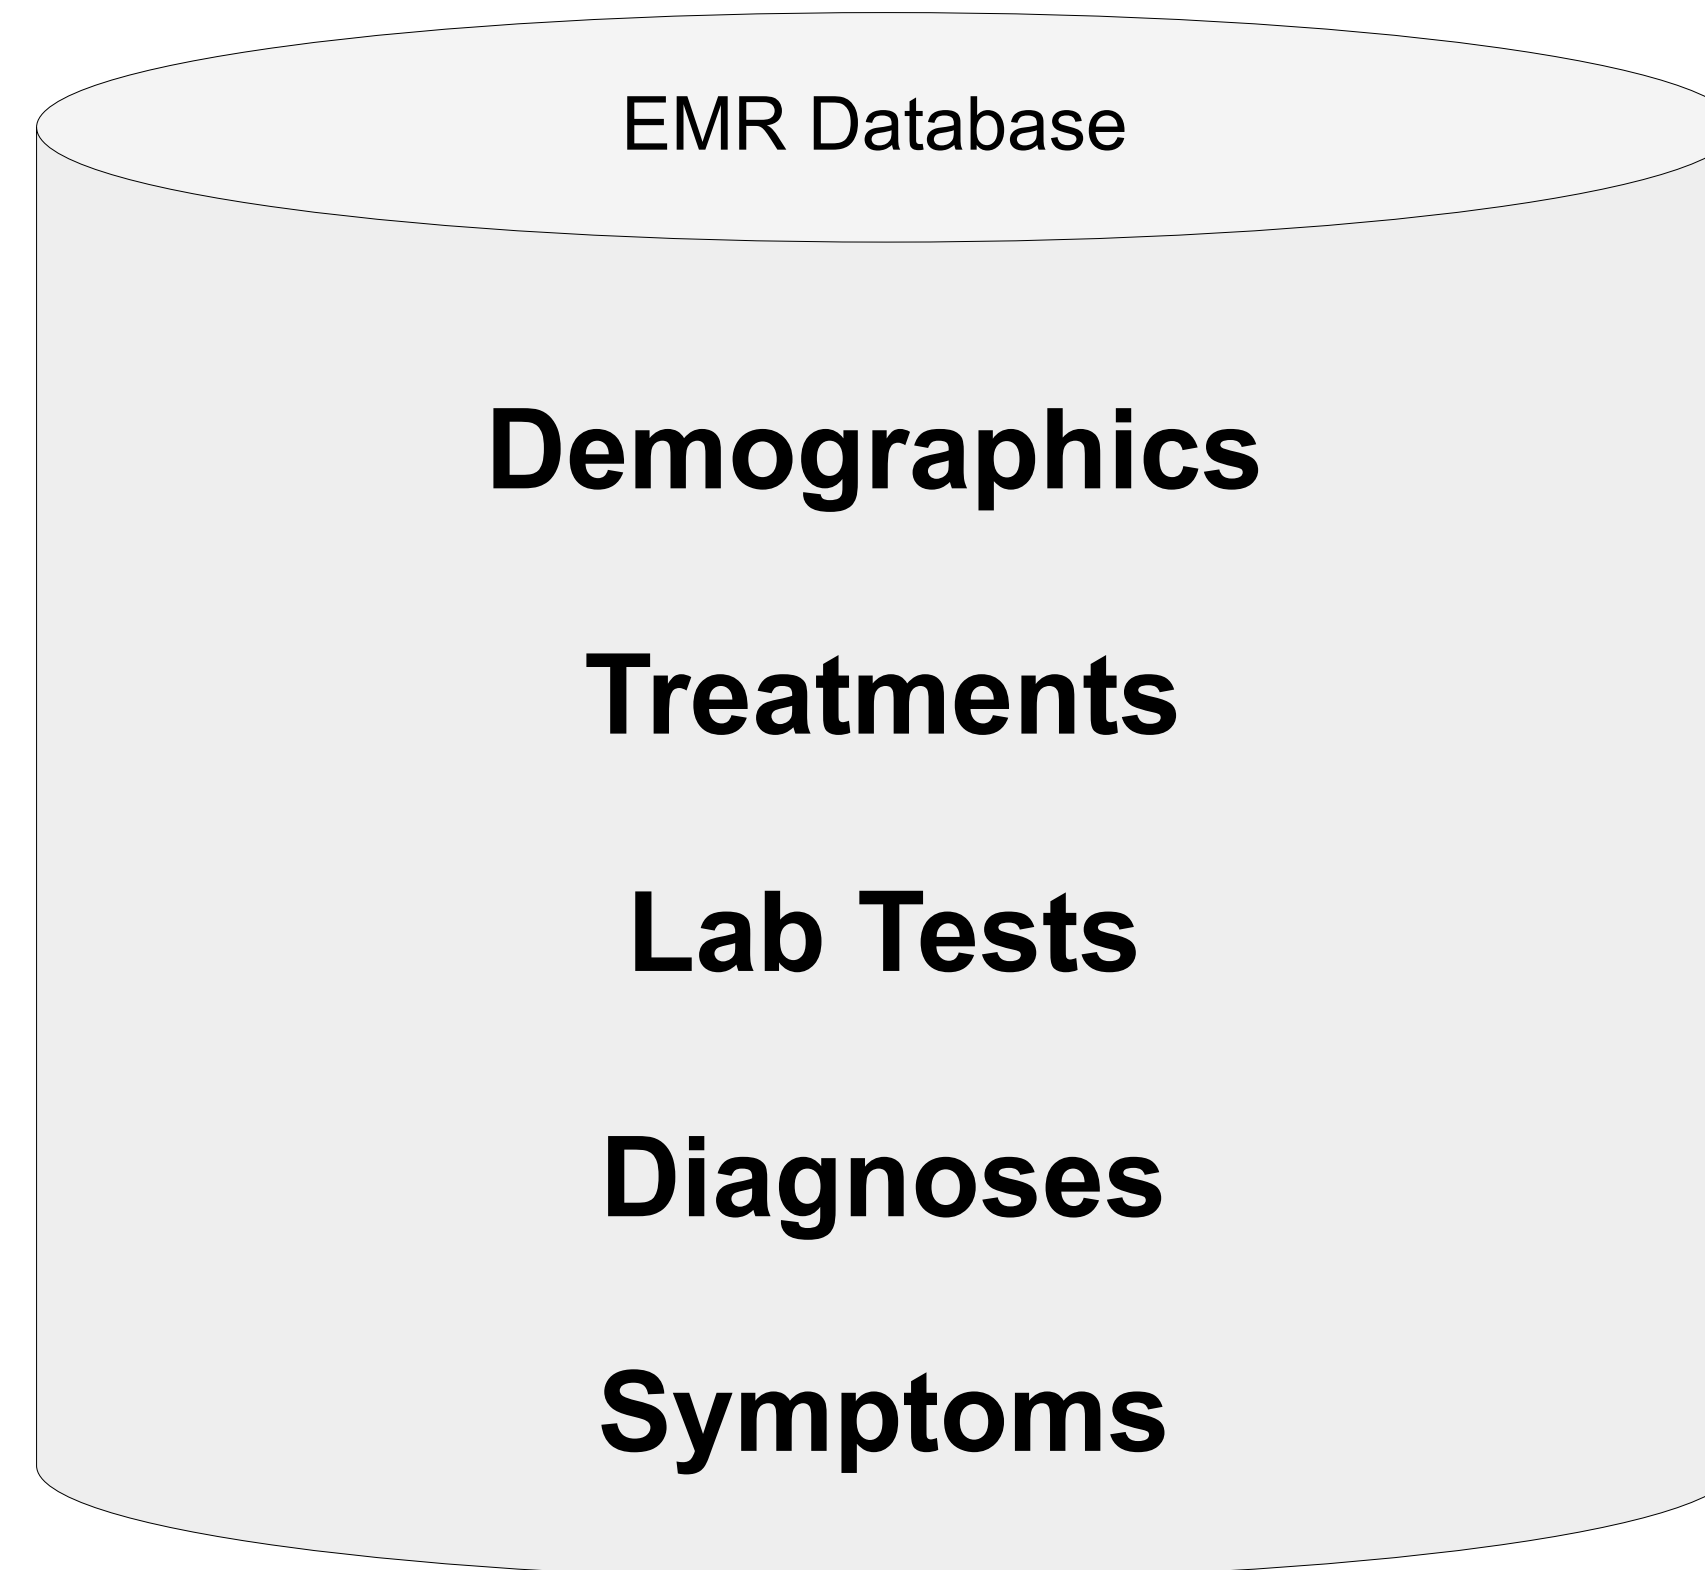 EMR Database
Demographics
Treatments
Lab Tests
Diagnoses
Symptoms